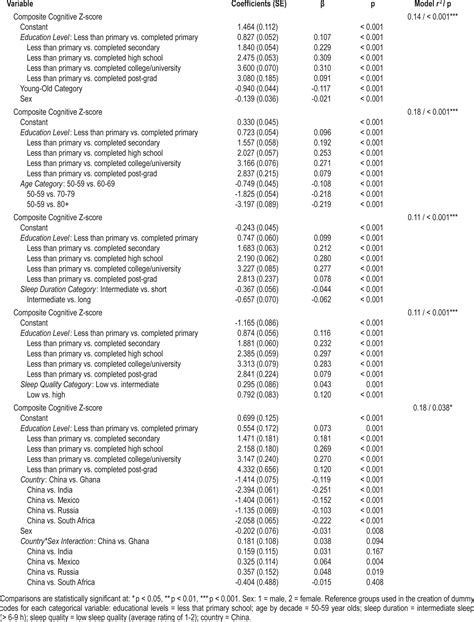 Variable Coefficients (SE) β p Model r²/ p
Composite Cognitive Z-score 0.14 / < 0.001***
Constant 1.464 (0.112) < 0.001
Education Level: Less than primary vs. completed primary 0.827 (0.052) 0.107 < 0.001
Less than primary vs. completed secondary 1.840 (0.054) 0.229 < 0.001
Less than primary vs. completed high school 2.475 (0.053) 0.309 < 0.001
Less than primary vs. completed college/university 3.600 (0.070) 0.310 < 0.001
Less than primary vs. completed post-grad 3.080 (0.185) 0.091 < 0.001
Young-Old Category -0.940 (0.044) -0.117 < 0.001
Sex -0.139 (0.036) -0.021 < 0.001
Composite Cognitive Z-score 0.18 / < 0.001***
Constant 0.330 (0.045) < 0.001
Education Level: Less than primary vs. completed primary 0.723 (0.054) 0.096 < 0.001
Less than primary vs. completed secondary 1.557 (0.058) 0.192 < 0.001
Less than primary vs. completed high school 2.027 (0.057) 0.253 < 0.001
Less than primary vs. completed college/university 3.166 (0.076) 0.271 < 0.001
Less than primary vs. completed post-grad 2.837 (0.215) 0.079 < 0.001
Age Category: 50-59 vs. 60-69 -0.749 (0.045) -0.108 < 0.001
50-59 vs. 70-79 -1.825 (0.054) -0.218 < 0.001
50-59 vs. 80+ -3.197 (0.089) -0.219 < 0.001
Composite Cognitive Z-score 0.11 / < 0.001***
Constant -0.243 (0.045) < 0.001
Education Level: Less than primary vs. completed primary 0.747 (0.060) 0.099 < 0.001
Less than primary vs. completed secondary 1.683 (0.063) 0.212 < 0.001
Less than primary vs. completed high school 2.190 (0.062) 0.280 < 0.001
Less than primary vs. completed college/university 3.227 (0.085) 0.277 < 0.001
Less than primary vs. completed post-grad 2.813 (0.237) 0.078 < 0.001
Sleep Duration Category: Intermediate vs. short -0.367 (0.056) -0.044 < 0.001
Intermediate vs. long -0.657 (0.070) -0.062 < 0.001
Composite Cognitive Z-score 0.11 / < 0.001***
Constant -1.165 (0.086) < 0.001
Education Level: Less than primary vs. completed primary 0.874 (0.056) 0.116 < 0.001
Less than primary vs. completed secondary 1.881 (0.060) 0.232 < 0.001
Less than primary vs. completed high school 2.385 (0.059) 0.297 < 0.001
Less than primary vs. completed college/university 3.313 (0.079) 0.283 < 0.001
Less than primary vs. completed post-grad 2.841 (0.224) 0.079 < 0.001
Sleep Quality Category: Low vs. intermediate 0.295 (0.086) 0.043 0.001
Low vs. high 0.792 (0.083) 0.120 < 0.001
Composite Cognitive Z-score 0.18 / 0.038*
Constant 0.699 (0.125) < 0.001
Education Level: Less than primary vs. completed primary 0.554 (0.172) 0.073 0.001
Less than primary vs. completed secondary 1.471 (0.181) 0.181 < 0.001
Less than primary vs. completed high school 2.158 (0.180) 0.269 < 0.001
Less than primary vs. completed college/university 3.147 (0.240) 0.270 < 0.001
Less than primary vs. completed post-grad 4.332 (0.656) 0.120 < 0.001
Country: China vs. Ghana -1.414 (0.075) -0.119 < 0.001
China vs. India -2.394 (0.061) -0.251 < 0.001
China vs. Mexico -1.404 (0.061) -0.152 < 0.001
China vs. Russia -1.135 (0.069) -0.103 < 0.001
China vs. South Africa -2.058 (0.065) -0.222 < 0.001
Sex -0.202 (0.076) -0.031 0.008
Country*Sex Interaction: China vs. Ghana 0.181 (0.108) 0.038 0.094
China vs. India 0.159 (0.115) 0.031 0.167
China vs. Mexico 0.325 (0.114) 0.064 0.004
China vs. Russia 0.357 (0.152) 0.048 0.019
China vs. South Africa -0.404 (0.488) -0.015 0.408
Comparisons are statistically significant at: * p < 0.05, ** p < 0.01, *** p < 0.001. Sex: 1 = male, 2 = female. Reference groups used in the creation of dummy
codes for each categorical variable: educational levels = less that primary school; age by decade = 50-59 year olds; sleep duration = intermediate sleep
(> 6-9 h); sleep quality = low sleep quality (average rating of 1-2); country = China.